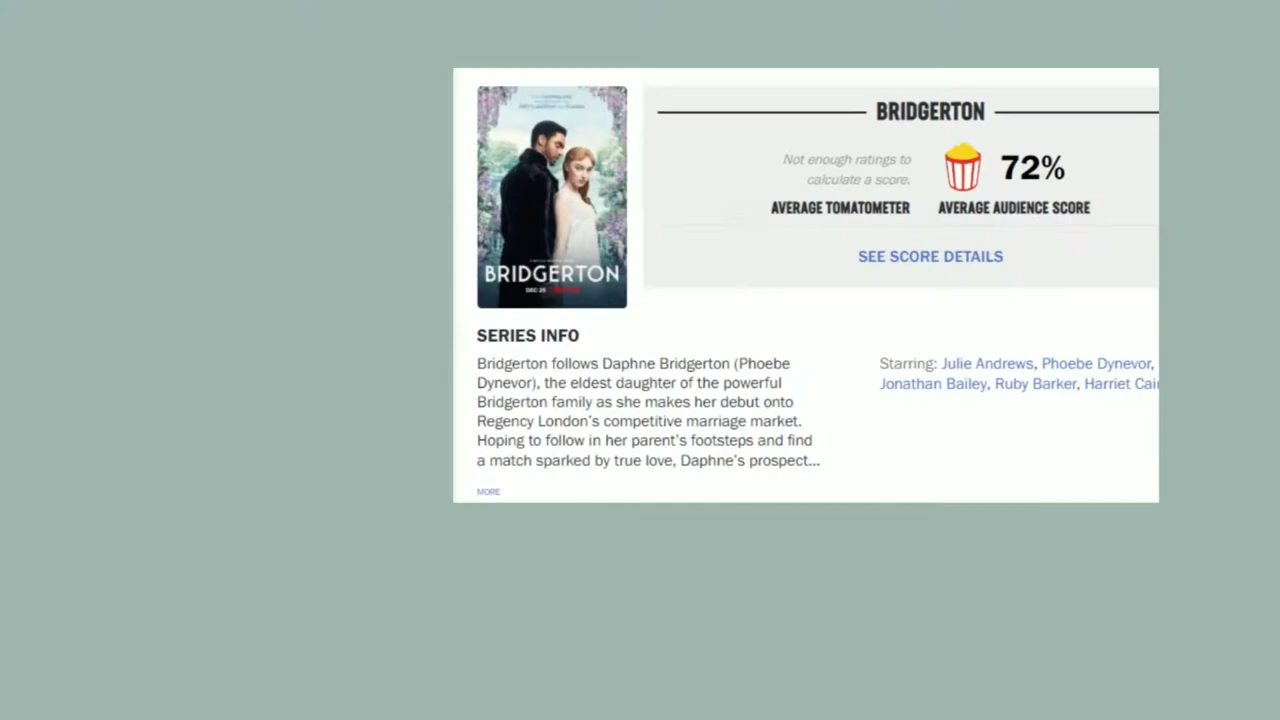 BRIDGERTON
DEC 25
BRIDGERTON
Not enough ratings to
calculate a score.
AVERAGE TOMATOMETER
72%
AVERAGE AUDIENCE SCORE
SEE SCORE DETAILS
SERIES INFO
Bridgerton follows Daphne Bridgerton (Phoebe
Dynevor), the eldest daughter of the powerful
Bridgerton family as she makes her debut onto
Regency London's competitive marriage market.
Hoping to follow in her parent's footsteps and find
a match sparked by true love, Daphne's prospect...
MORE
Starring: Julie Andrews, Phoebe Dynevor,
Jonathan Bailey, Ruby Barker, Harriet